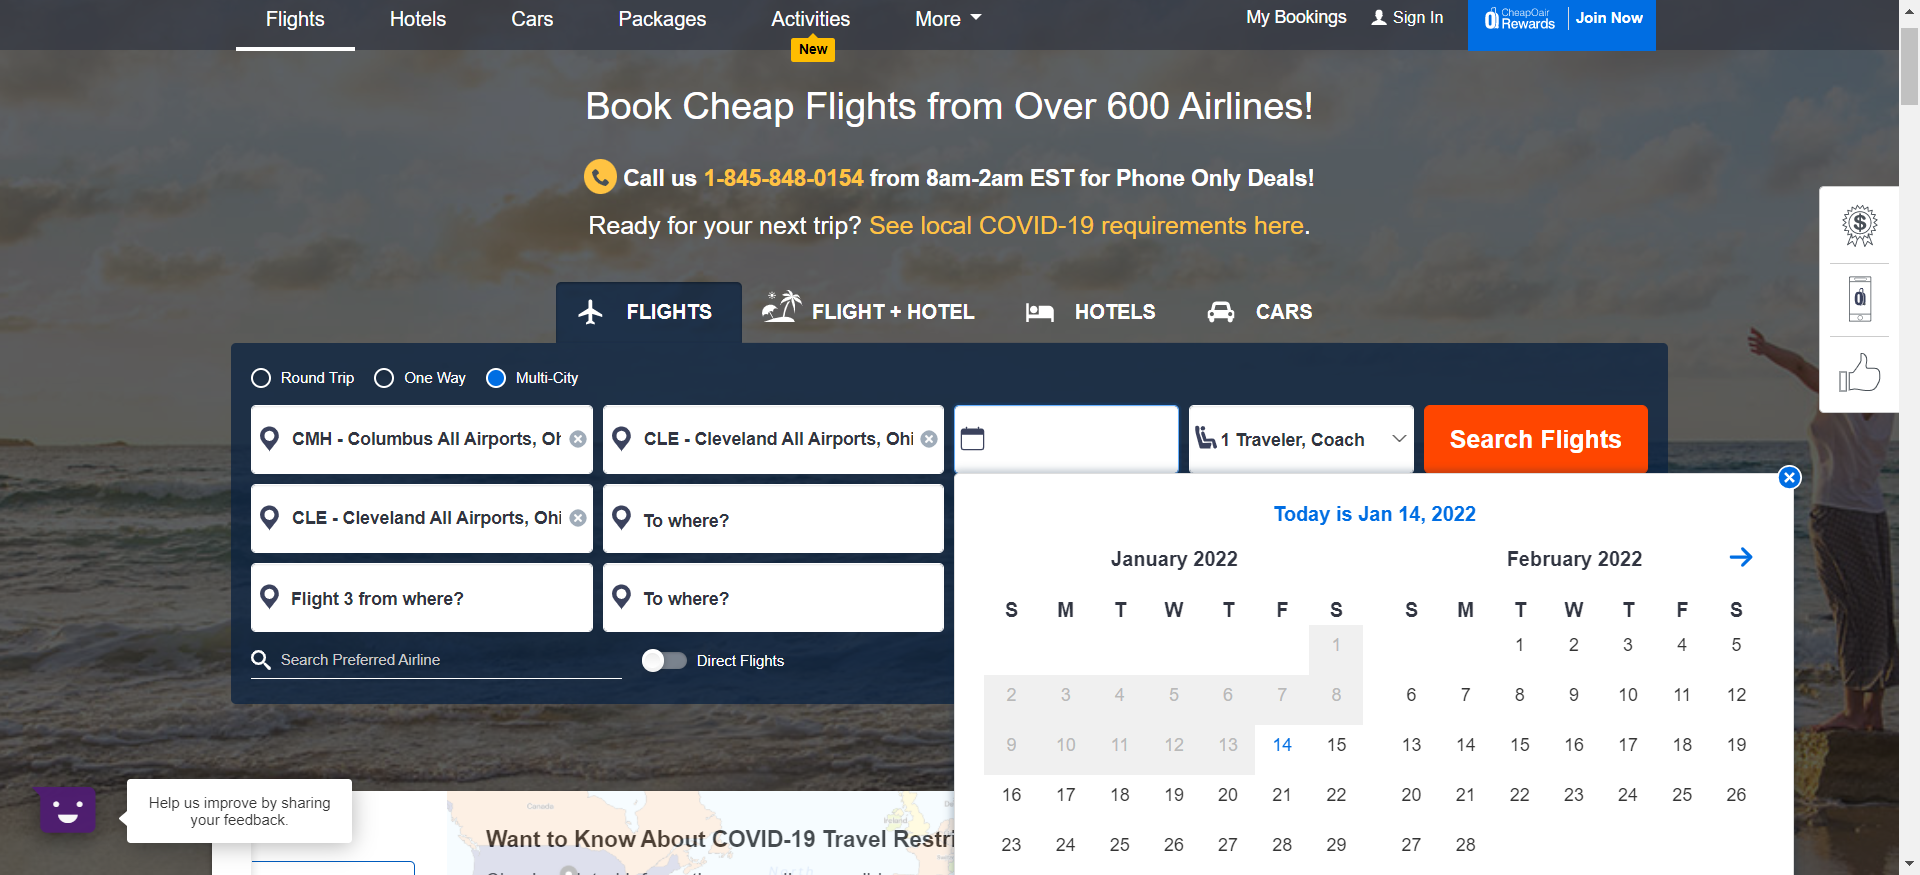 Flights Hotels Cars Packages Activities More My Bookings Sign In CheapOair Rewards Join Now
New
Book Cheap Flights from Over 600 Airlines!
Call us 1-845-848-0154 from 8am-2am EST for Phone Only Deals!
Ready for your next trip? See local COVID-19 requirements here.
FLIGHTS FLIGHT + HOTEL HOTELS CARS
Round Trip One Way Multi-City
CMH - Columbus All Airports, CLE - Cleveland All Airports, Ohi 1 Traveler, Coach Search Flights
CLE - Cleveland All Airports, Ohi To where?
Flight 3 from where? To where?
Search Preferred Airline Direct Flights
Today is Jan 14, 2022
January 2022 February 2022
S M T W T F S S M T W T F S
1 1 2 3 4 5
2 3 4 5 6 7 8 6 7 8 9 10 11 12
9 10 11 12 13 14 15 13 14 15 16 17 18 19
16 17 18 19 20 21 22 20 21 22 23 24 25 26
23 24 25 26 27 28 29 27 28
Help us improve by sharing
your feedback.
Canada
Ireland
Want to Know About COVID-19 Travel Restri
North